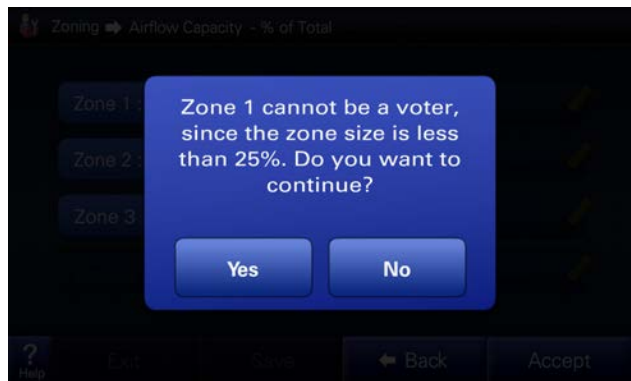 Zoning ➡ Airflow Capacity - % of Total
Zone 1 :
Zone 2 :
Zone 3
Zone 1 cannot be a voter,
since the zone size is less
than 25%. Do you want to
continue?
Yes No
? Help Exit Save ⬅ Back Accept